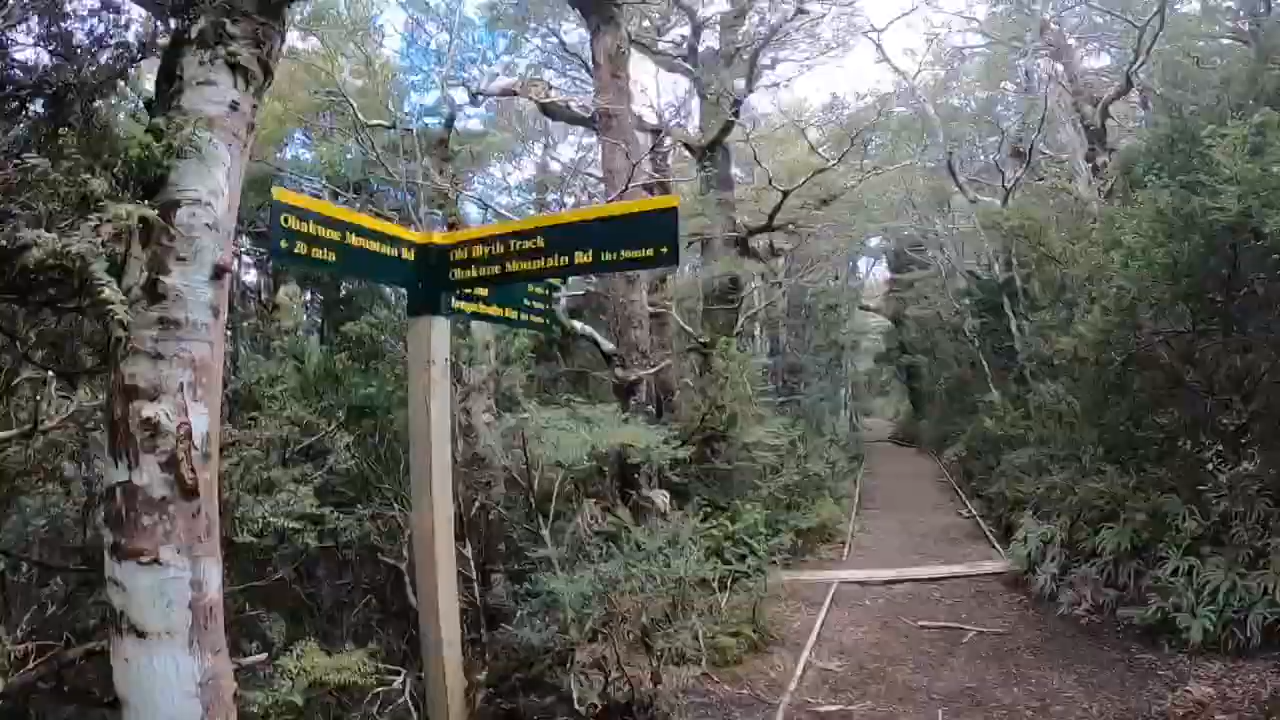 Ohakune Mountain Rd
← 20 min
Old Blyth Track
Ohakune Mountain Rd 1hr 30min →